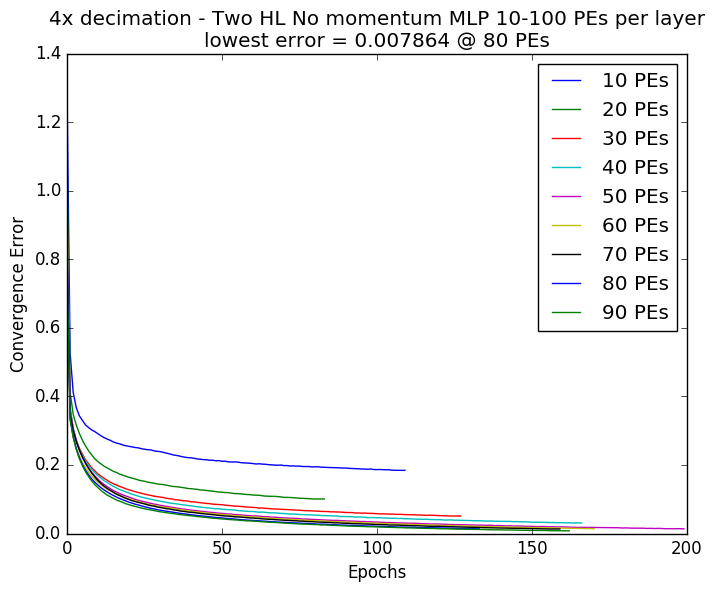 4x decimation - Two HL No momentum MLP 10-100 PEs per layer
lowest error = 0.007864 @ 80 PEs
1.4
1.2
1.0
0.8
0.6
0.4
0.2
0.0
Convergence Error
10 PEs
20 PEs
30 PEs
40 PEs
50 PEs
60 PEs
70 PEs
80 PEs
90 PEs
0 50 100 150 200
Epochs